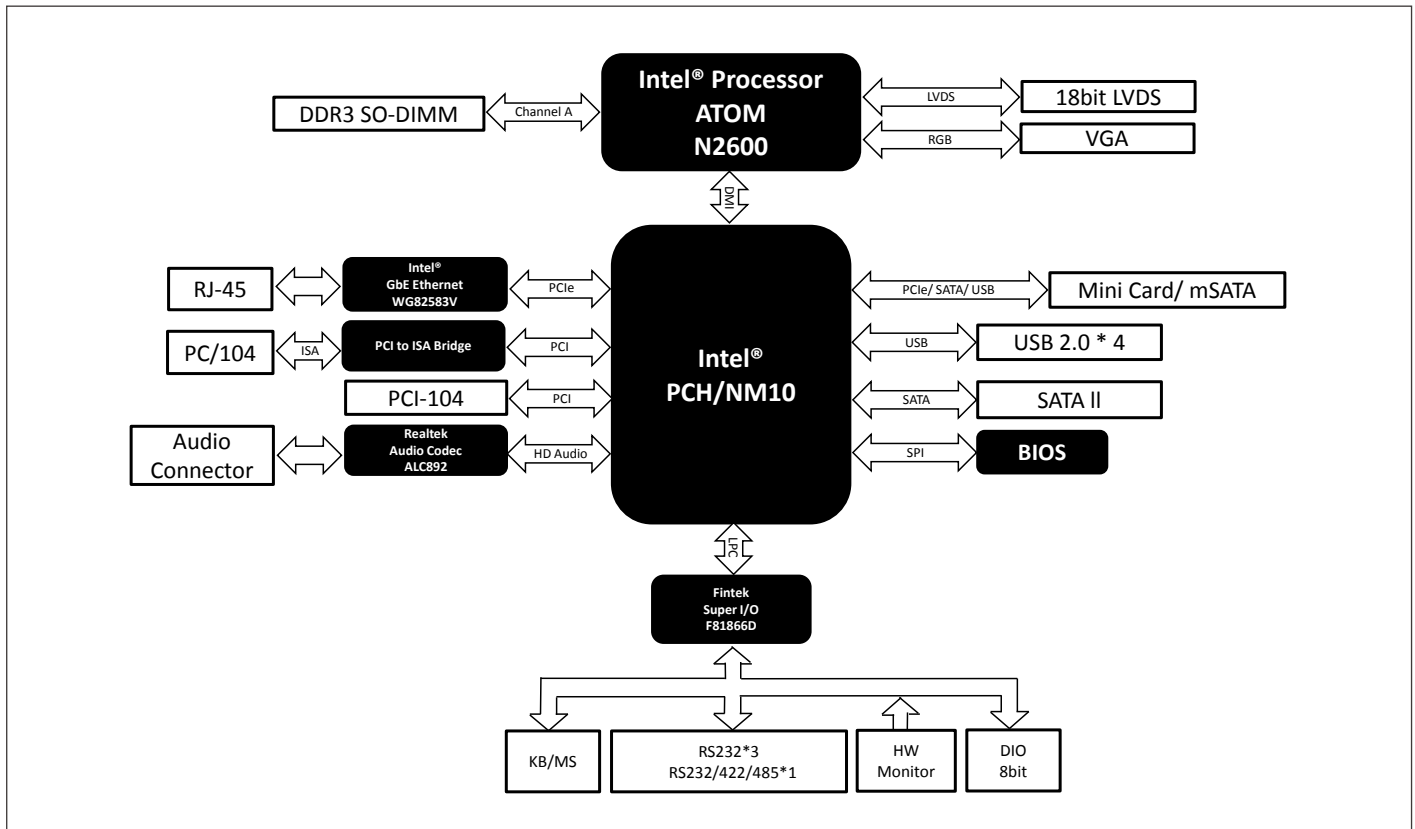 Intel® Processor
ATOM
N2600
DDR3 SO-DIMM
Channel A
LVDS
18bit LVDS
RGB
VGA
DMI
Intel®
PCH/NM10
RJ-45
Intel®
GbE Ethernet
WG82583V
PCIe
PC/104
ISA
PCI to ISA Bridge
PCI
PCI-104
PCI
Audio
Connector
Realtek
Audio Codec
ALC892
HD Audio
PCIe/ SATA/ USB
Mini Card/ mSATA
USB
USB 2.0 * 4
SATA
SATA ll
SPI
BIOS
LPC
Fintek
Super I/O
F81866D
KB/MS
RS232*3
RS232/422/485*1
HW
Monitor
DIO
8bit